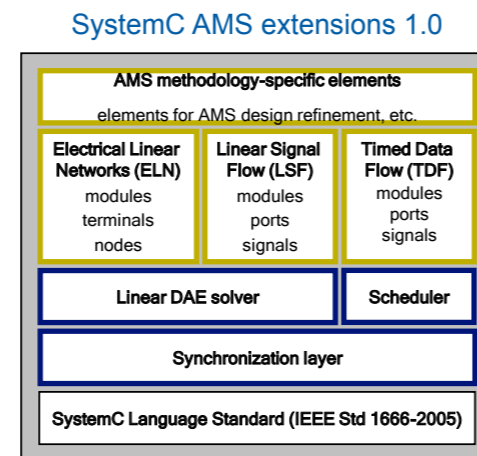 SystemC AMS extensions 1.0
AMS methodology-specific elements
elements for AMS design refinement, etc.
Electrical Linear
Networks (ELN)
modules
terminals
nodes
Linear Signal
Flow (LSF)
modules
ports
signals
Timed Data
Flow (TDF)
modules
ports
signals
Linear DAE solver
Scheduler
Synchronization layer
SystemC Language Standard (IEEE Std 1666-2005)